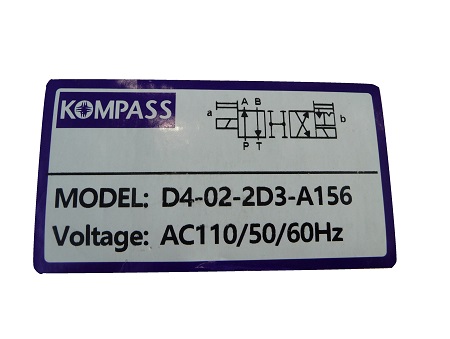 KOMPASS
A B
a b
P T
MODEL: D4-02-2D3-A156
Voltage: AC110/50/60Hz